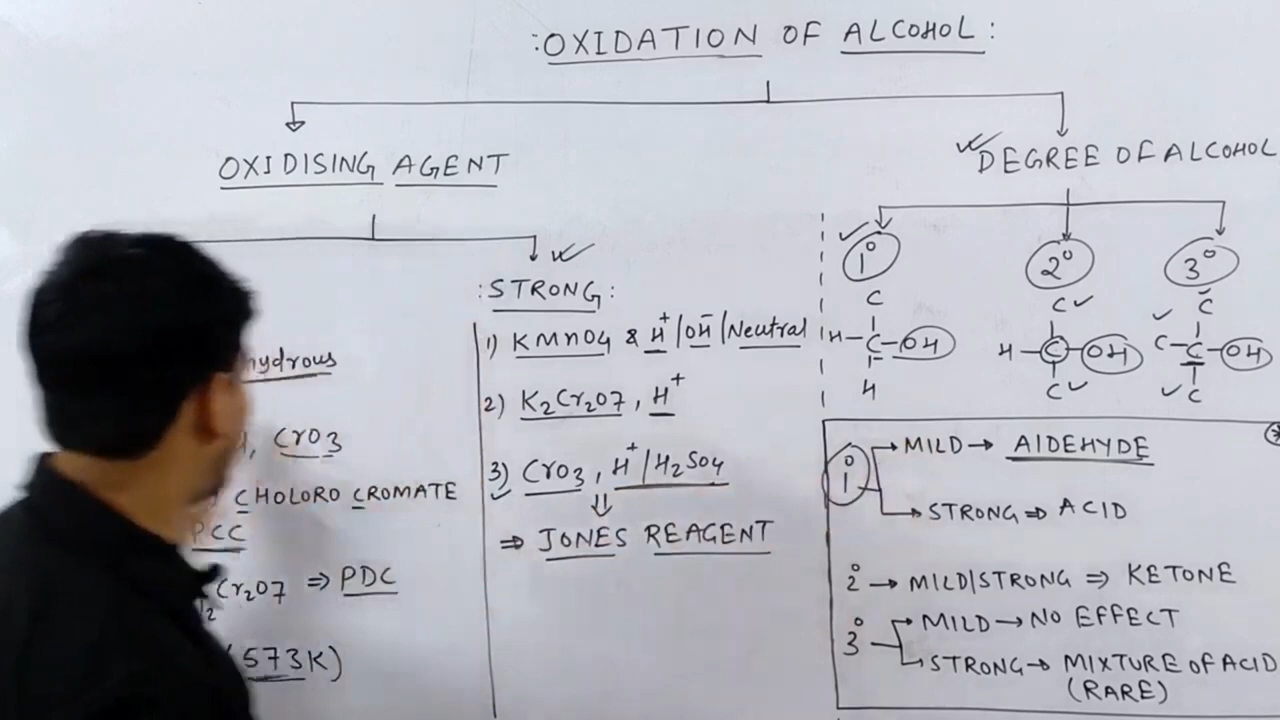 :OXIDATION OF ALCOHOL:
OXIDISING AGENT
DEGREE OF ALCOHOL
1° 2° 3°
:STRONG:
1) KMnO4 & H+/OH-/Neutral
2) K2Cr2O7, H+
3) CrO3, H+/H2SO4
⇓
⇒ JONES REAGENT
hydrous
, CrO3
CHOLORO CROMATE
PCC
Cr2O7 ⇒ PDC
(573K)
C
H-C-OH
H
C
H-C-OH
C
C
C-C-OH
C
1° MILD → AIDEHYDE
STRONG ⇒ ACID
2° → MILD/STRONG ⇒ KETONE
3° MILD → NO EFFECT
STRONG → MIXTURE OF ACID
(RARE)